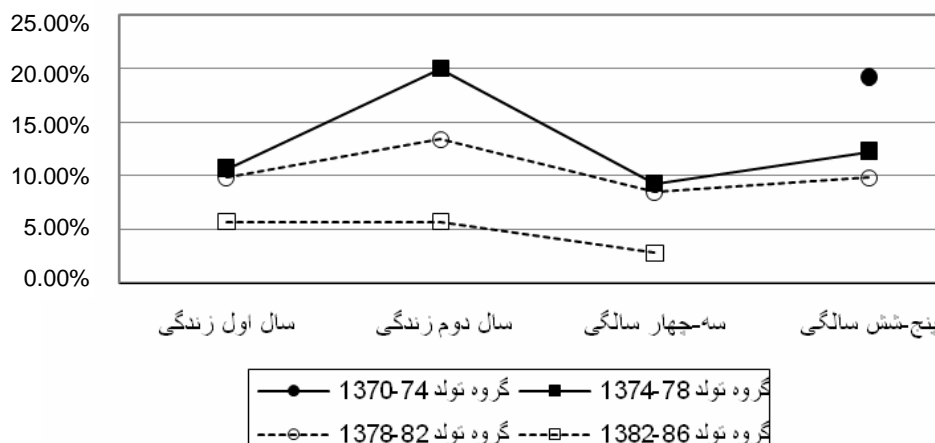 25.00%
20.00%
15.00%
10.00%
5.00%
0.00%
سال اول زندگی
سال دوم زندگی
سه-چهار سالگی
پنج-شش سالگی
گروه تولد 1370-74
گروه تولد 1374-78
گروه تولد 1378-82
گروه تولد 1382-86